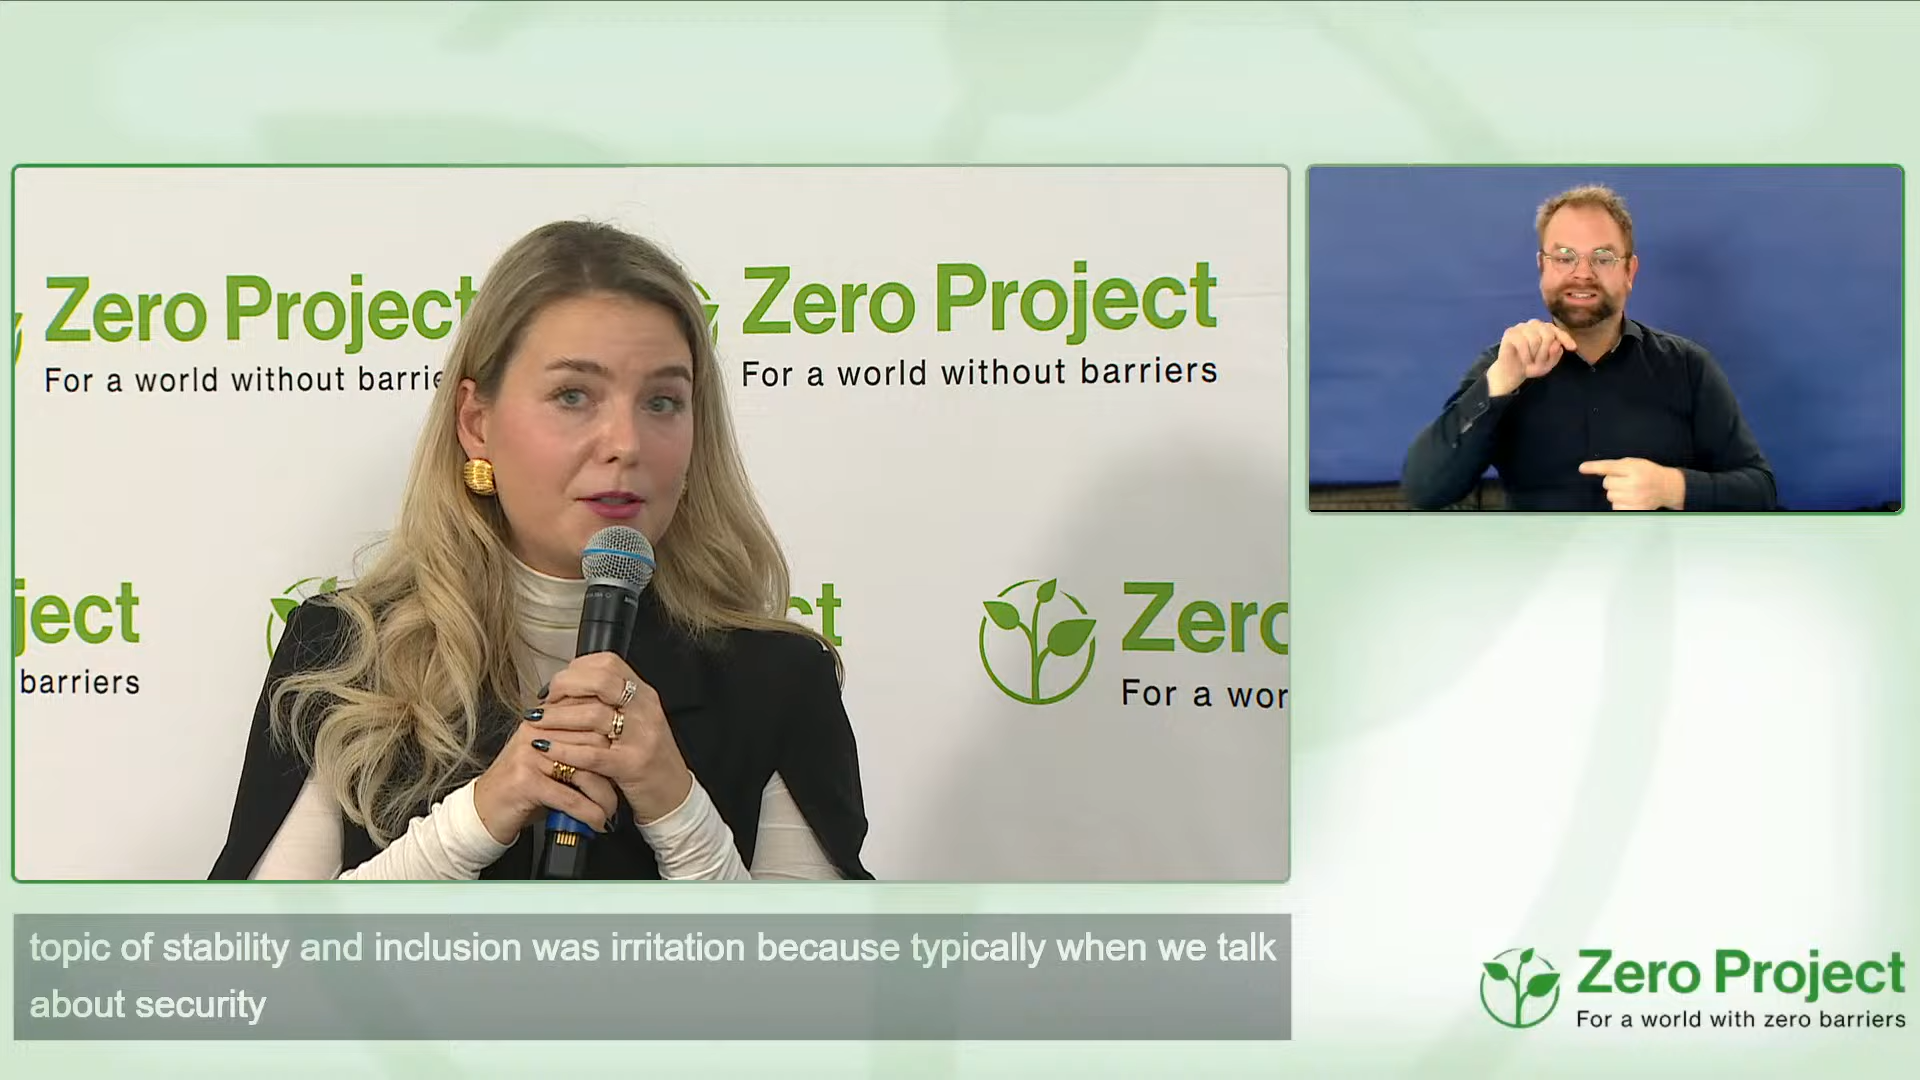 Zero Project
For a world without barrie
Zero Project
For a world without barriers
ject
barriers
ct
Zero
For a wor
topic of stability and inclusion was irritation because typically when we talk
about security
Zero Project
For a world with zero barriers